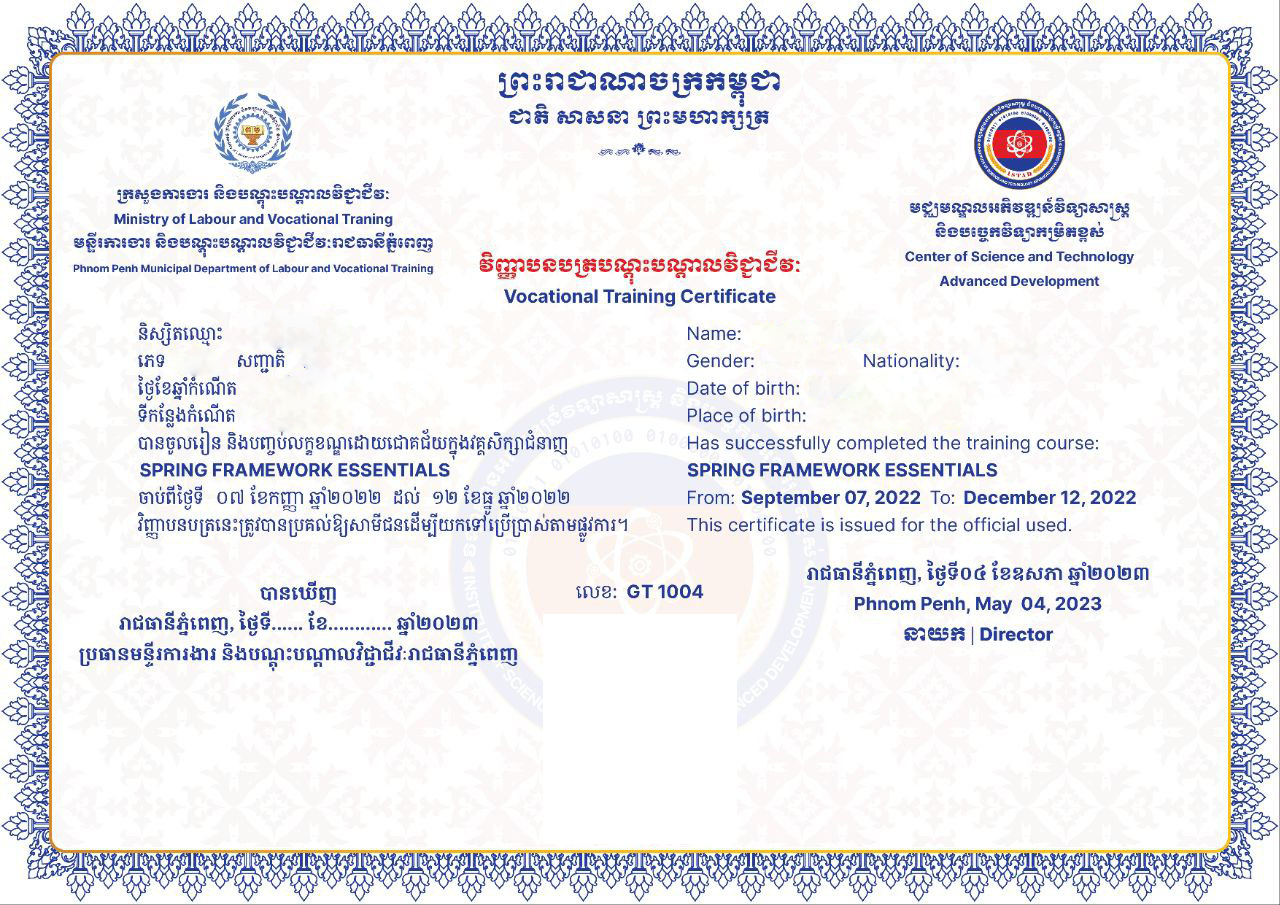 ព្រះរាជាណាចក្រកម្ពុជា
ជាតិ សាសនា ព្រះមហាក្សត្រ
ក្រសួងការងារ និងបណ្តុះបណ្តាលវិជ្ជាជីវៈ
Ministry of Labour and Vocational Traning
មន្ទីរការងារ និងបណ្តុះបណ្តាលវិជ្ជាជីវៈរាជធានីភ្នំពេញ
Phnom Penh Municipal Department of Labour and Vocational Training
ISTAD
មជ្ឈមណ្ឌលអភិវឌ្ឍន៍វិទ្យាសាស្ត្រ
និងបច្ចេកវិទ្យាកម្រិតខ្ពស់
Center of Science and Technology
Advanced Development
វិញ្ញាបនបត្របណ្តុះបណ្តាលវិជ្ជាជីវៈ
Vocational Training Certificate
និស្សិតឈ្មោះ
ភេទ សញ្ជាតិ
ថ្ងៃខែឆ្នាំកំណើត
ទីកន្លែងកំណើត
បានចូលរៀន និងបញ្ចប់លក្ខខណ្ឌដោយជោគជ័យក្នុងវគ្គសិក្សាជំនាញ
SPRING FRAMEWORK ESSENTIALS
ចាប់ពីថ្ងៃទី ០៧ ខែកញ្ញា ឆ្នាំ២០២២ ដល់ ១២ ខែធ្នូ ឆ្នាំ២០២២
វិញ្ញាបនបត្រនេះត្រូវបានប្រគល់ឱ្យសាមីជនដើម្បីយកទៅប្រើប្រាស់តាមផ្លូវការ។
Name:
Gender: Nationality:
Date of birth:
Place of birth:
Has successfully completed the training course:
SPRING FRAMEWORK ESSENTIALS
From: September 07, 2022 To: December 12, 2022
This certificate is issued for the official used.
បានឃើញ
រាជធានីភ្នំពេញ, ថ្ងៃទី...... ខែ............ ឆ្នាំ២០២៣
ប្រធានមន្ទីរការងារ និងបណ្តុះបណ្តាលវិជ្ជាជីវៈរាជធានីភ្នំពេញ
លេខ: GT 1004
រាជធានីភ្នំពេញ, ថ្ងៃទី០៤ ខែឧសភា ឆ្នាំ២០២៣
Phnom Penh, May 04, 2023
នាយក | Director